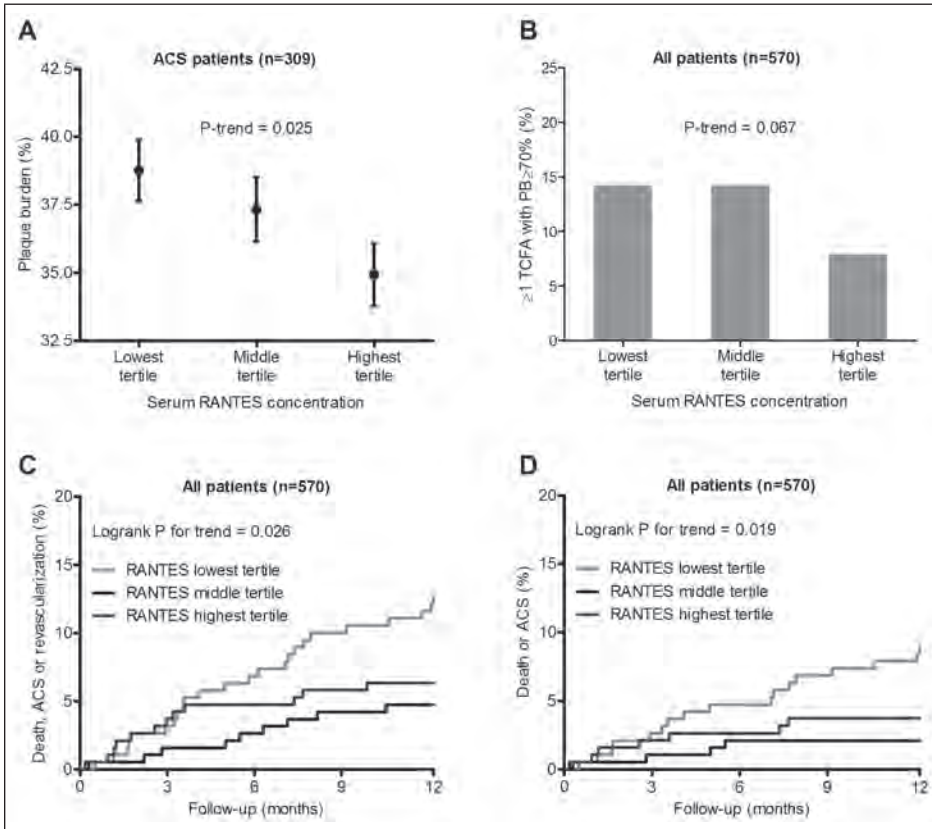 A
ACS patients (n=309)
42.5
40.0
37.5
35.0
32.5
Plaque burden (%)
P-trend = 0.025
Lowest
tertile
Middle
tertile
Highest
tertile
Serum RANTES concentration
B
All patients (n=570)
25
20
15
10
5
0
≥1 TCFA with PB≥70% (%)
P-trend = 0.067
Lowest
tertile
Middle
tertile
Highest
tertile
Serum RANTES concentration
C
All patients (n=570)
20
15
10
5
0
Death, ACS or revascularization (%)
Logrank P for trend = 0.026
RANTES lowest tertile
RANTES middle tertile
RANTES highest tertile
0 3 6 9 12
Follow-up (months)
D
All patients (n=570)
20
15
10
5
0
Death or ACS (%)
Logrank P for trend = 0.019
RANTES lowest tertile
RANTES middle tertile
RANTES highest tertile
0 3 6 9 12
Follow-up (months)